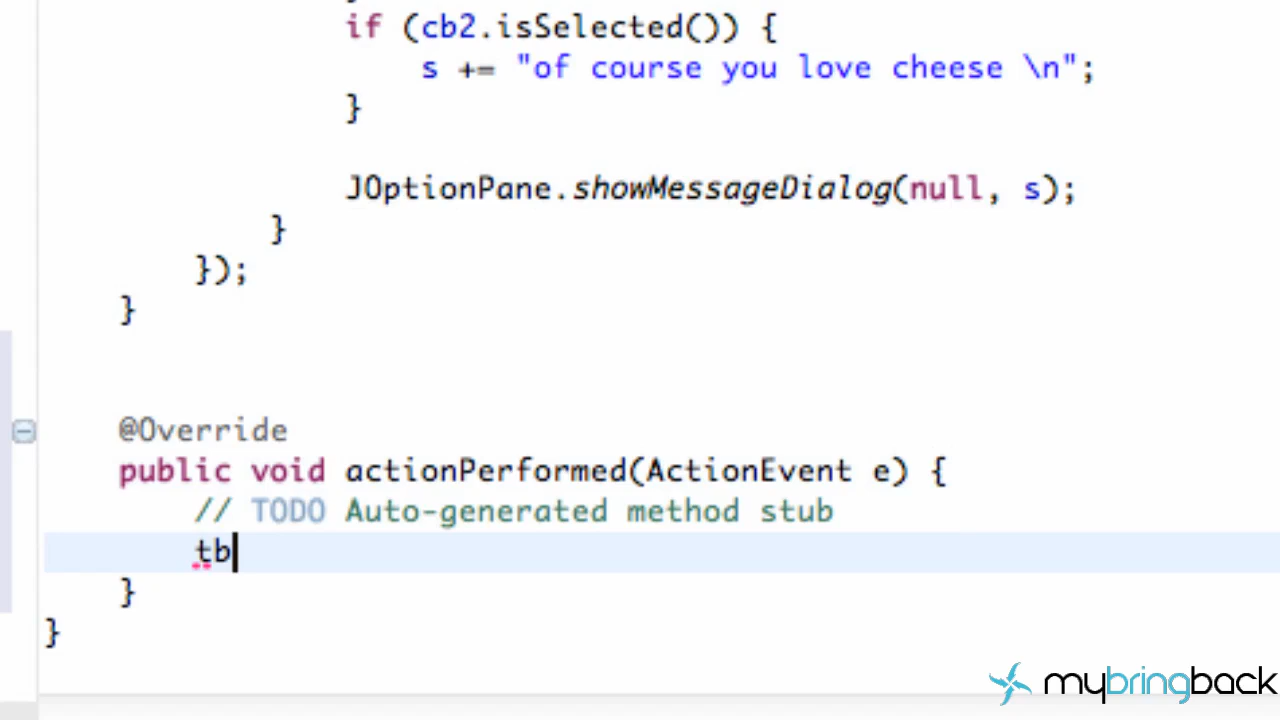 if (cb2.isSelected()) {
s += "of course you love cheese \n";
}
JOptionPane.showMessageDialog(null, s);
}
});
}
@Override
public void actionPerformed(ActionEvent e) {
// TODO Auto-generated method stub
tb
}
}
mybringback